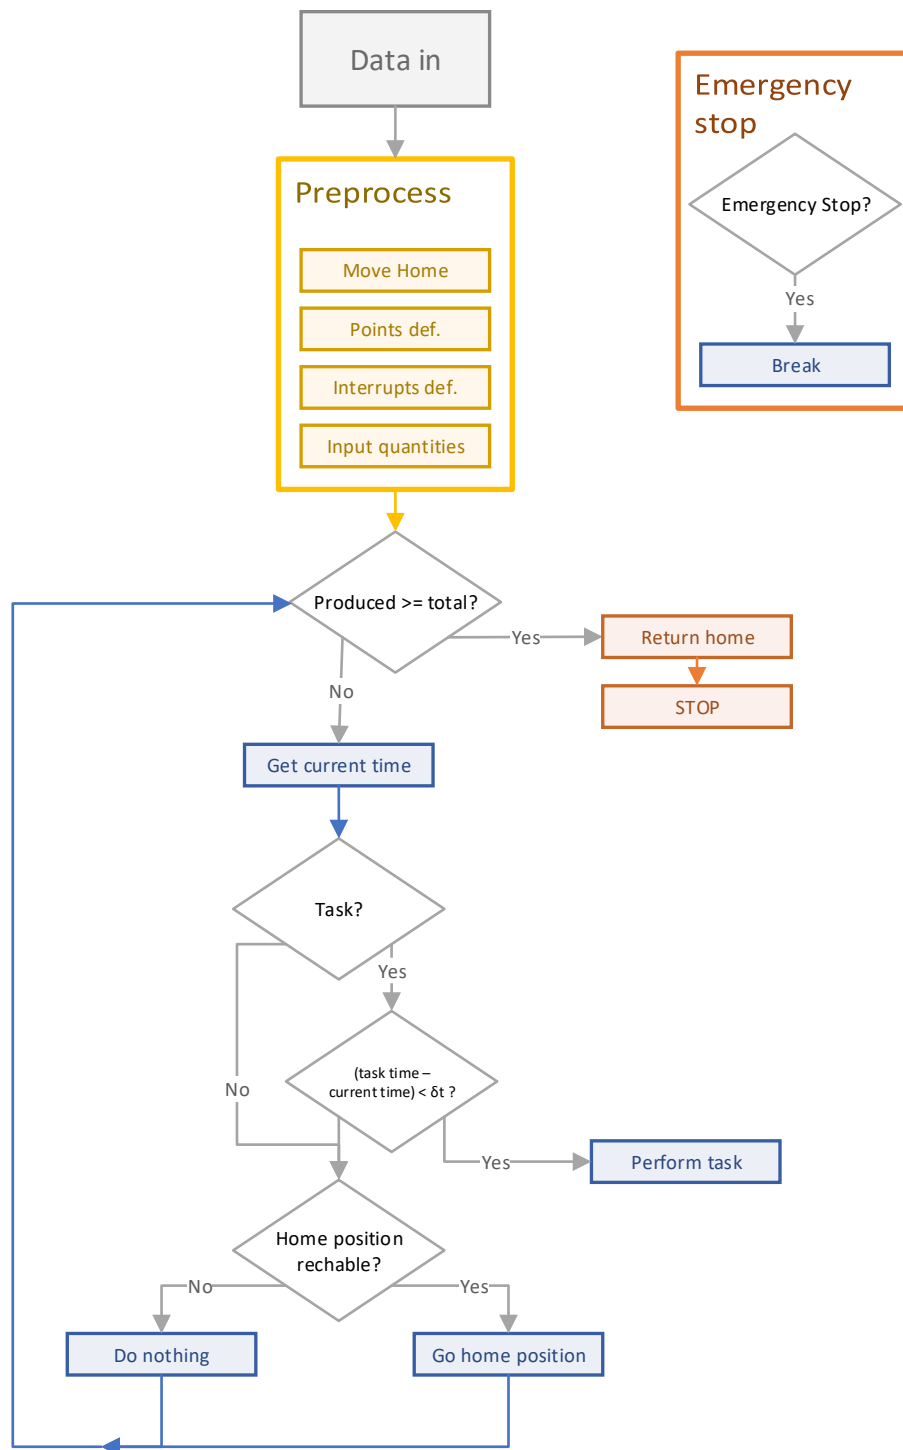 Data in
Emergency
stop
Emergency Stop?
Yes
Break
Preprocess
Move Home
Points def.
Interrupts def.
Input quantities
Produced >= total?
Yes
Return home
STOP
No
Get current time
Task?
Yes
No
(task time –
current time) < δt ?
Yes
Perform task
Home position
rechable?
No
Yes
Do nothing
Go home position